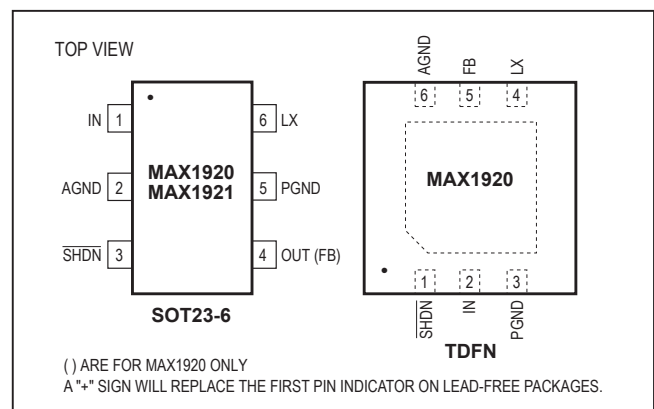 TOP VIEW
IN 1
AGND 2
SHDN 3
6 LX
5 PGND
4 OUT (FB)
MAX1920
MAX1921
SOT23-6
AGND FB LX
6 5 4
MAX1920
1 2 3
SHDN IN PGND
TDFN
( ) ARE FOR MAX1920 ONLY
A "+" SIGN WILL REPLACE THE FIRST PIN INDICATOR ON LEAD-FREE PACKAGES.